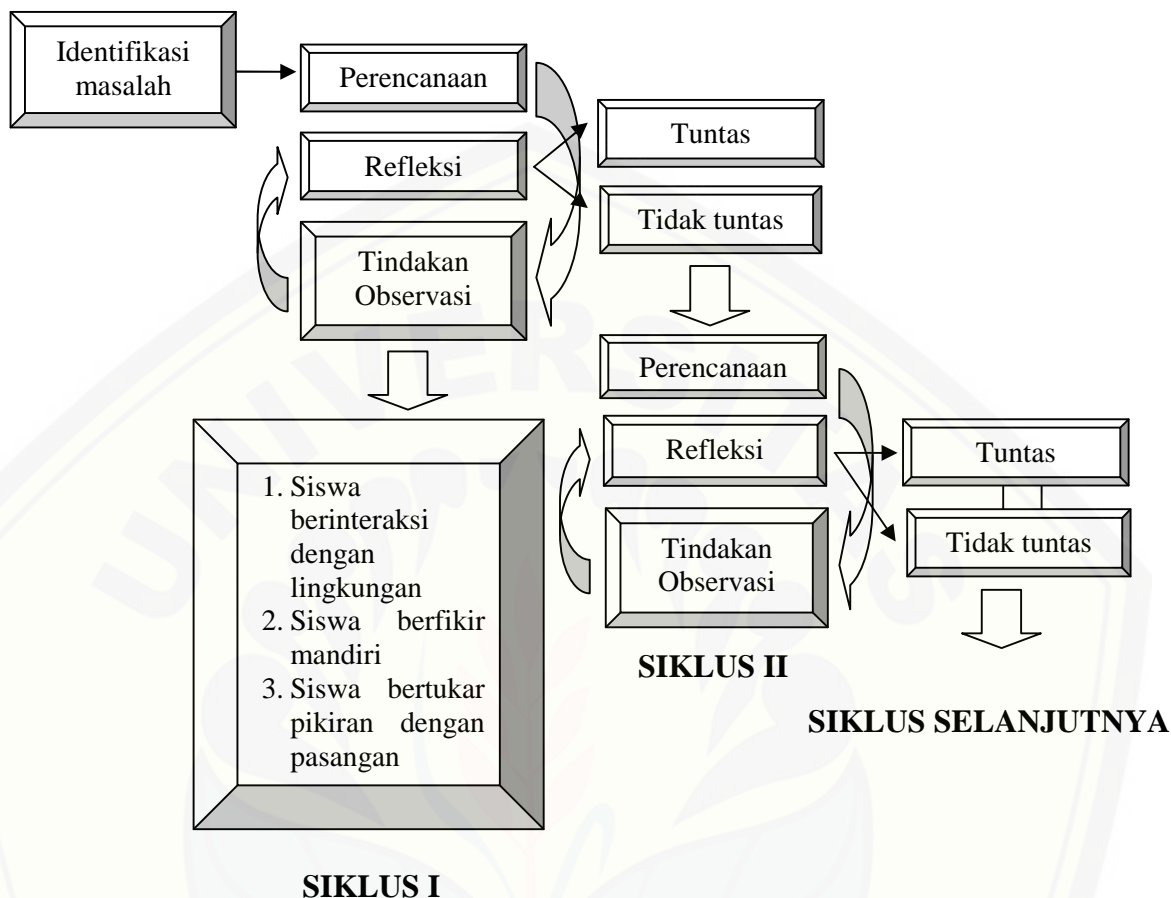 Identifikasi
masalah
Perencanaan
Refleksi
Tindakan
Observasi
Tuntas
Tidak tuntas
1. Siswa
berinteraksi
dengan
lingkungan
2. Siswa berfikir
mandiri
3. Siswa bertukar
pikiran dengan
pasangan
SIKLUS I
Perencanaan
Refleksi
Tindakan
Observasi
SIKLUS II
Tuntas
Tidak tuntas
SIKLUS SELANJUTNYA
UNIVERSITAS